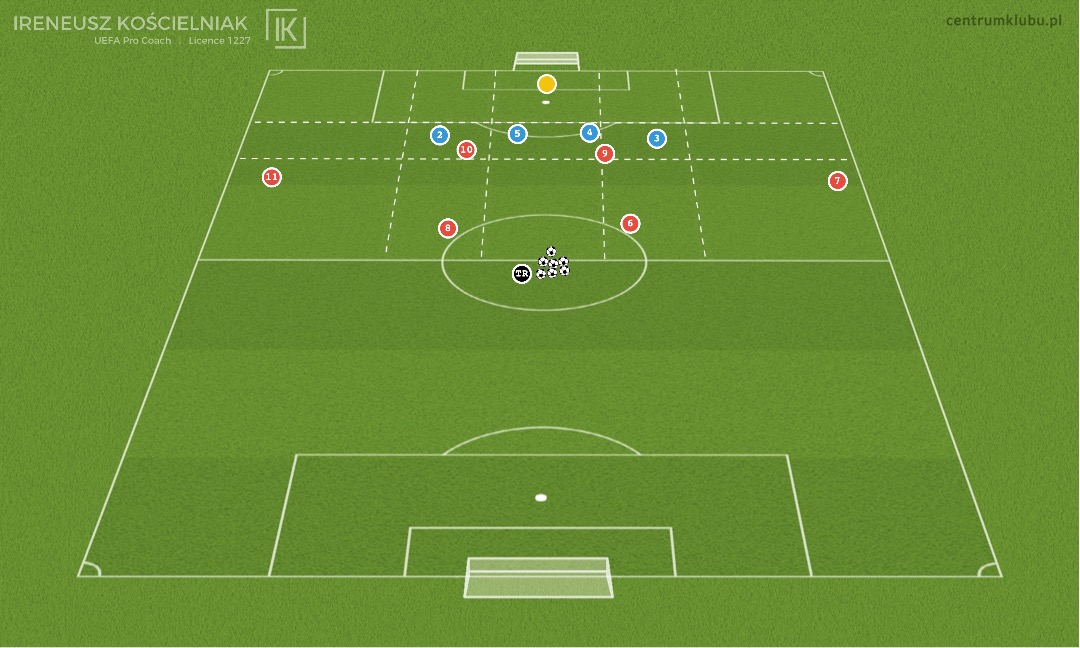 IRENEUSZ KOŚCIELNIAK
UEFA Pro Coach | Licence 1227
IK
centrumklubu.pl
2
5
4
3
10
9
11
7
8
6
TR